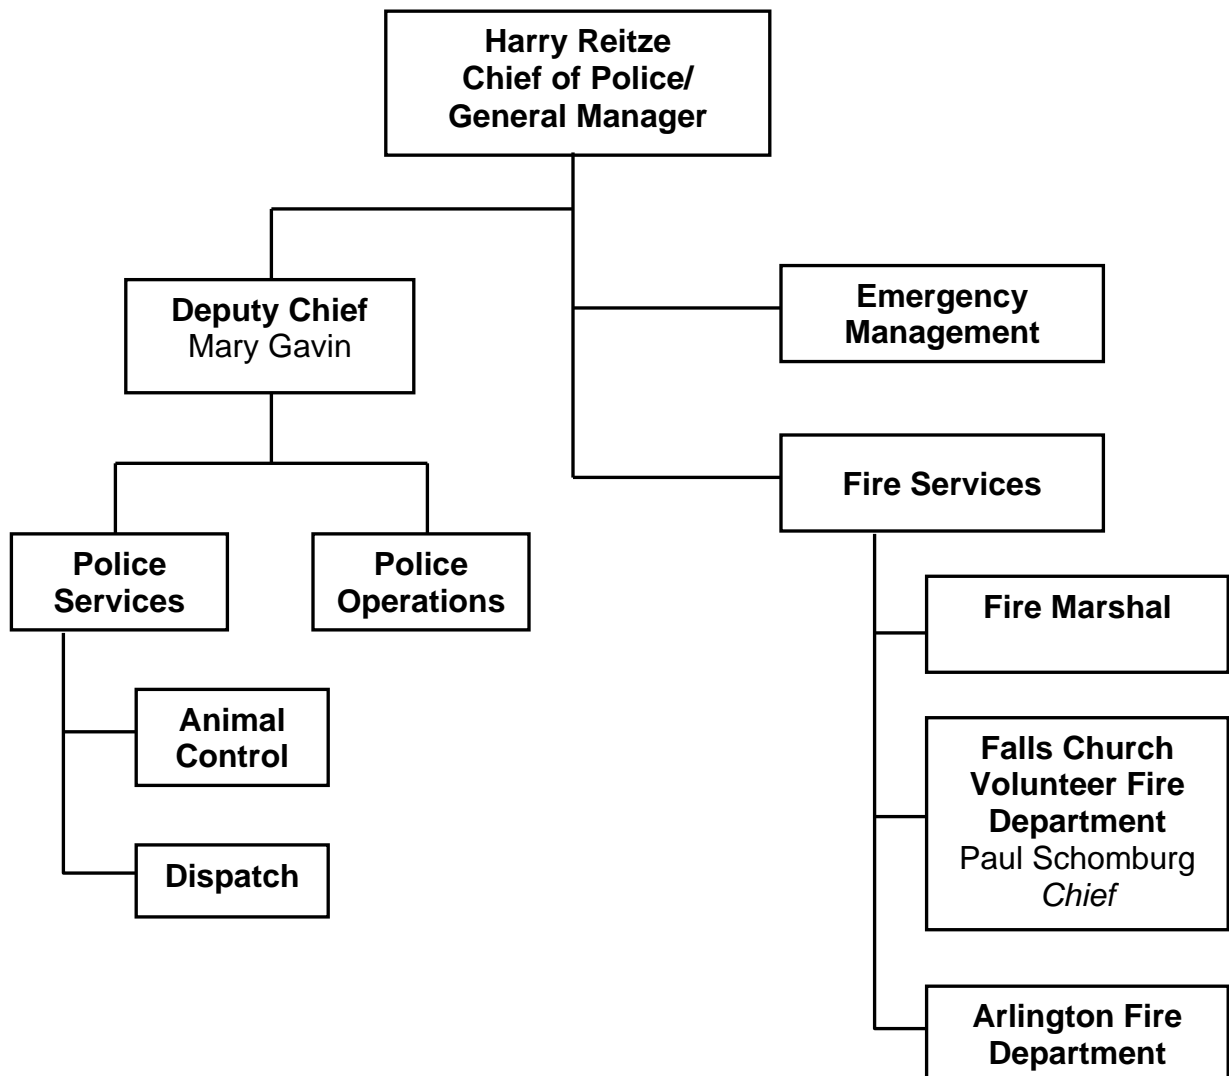 Harry Reitze
Chief of Police/
General Manager
Deputy Chief
Mary Gavin
Emergency
Management
Fire Services
Police
Services
Police
Operations
Fire Marshal
Animal
Control
Falls Church
Volunteer Fire
Department
Paul Schomburg
Chief
Dispatch
Arlington Fire
Department